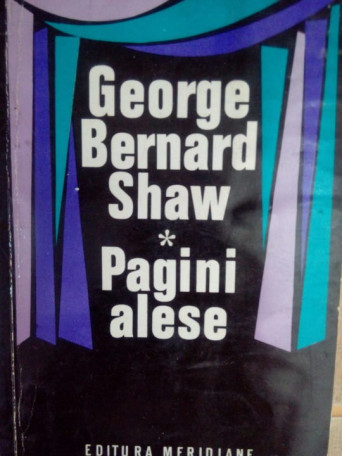 George
Bernard
Shaw
*
Pagini
alese
EDITURA MERIDIANE